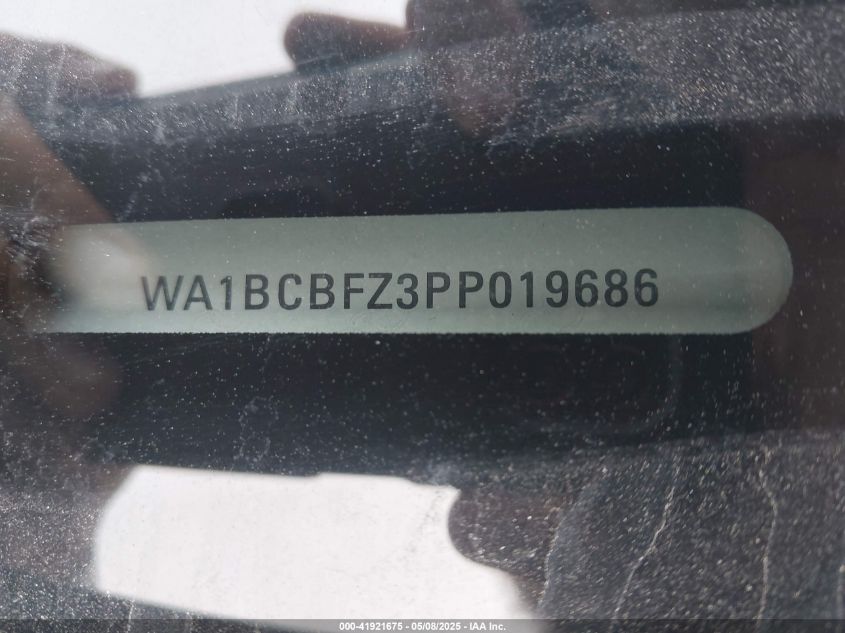 WA1BCBFZ3PP019686
000-41921675 - 05/08/2025 - IAA Inc.